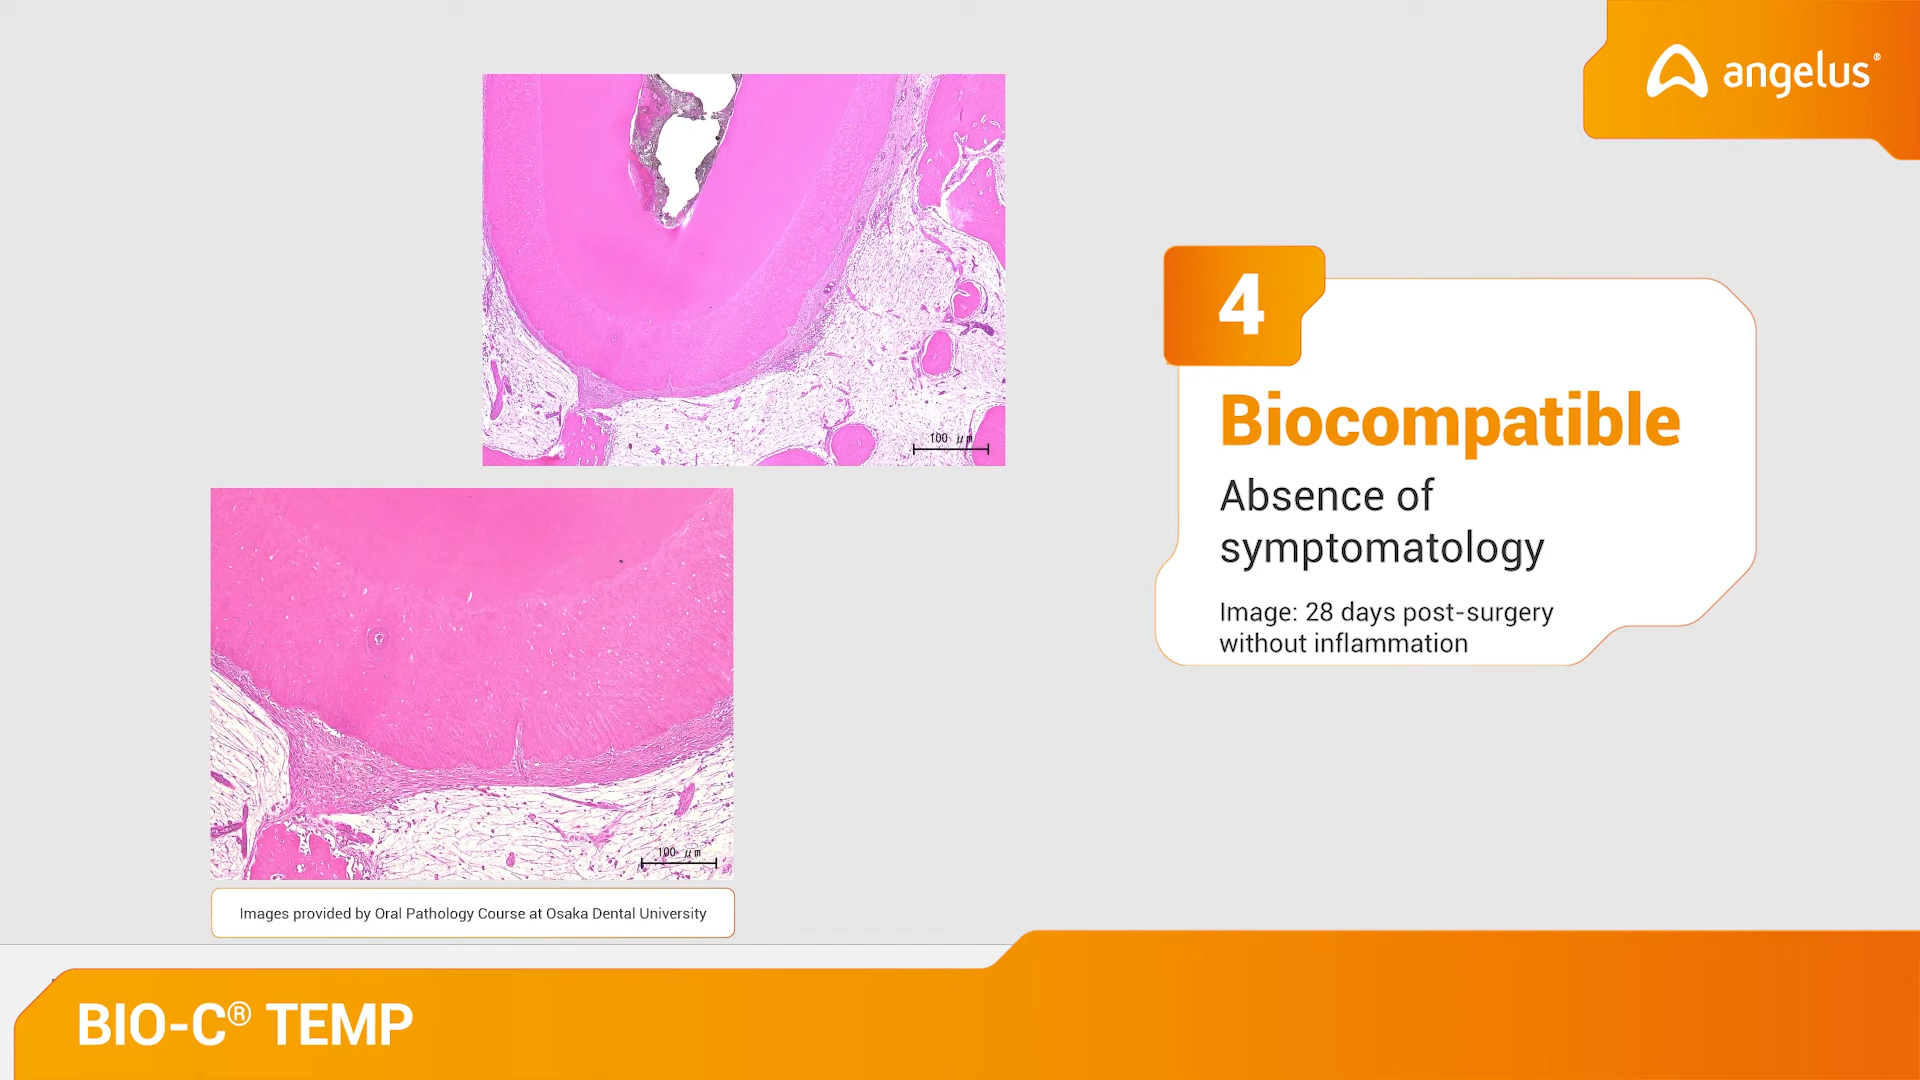 angelus®
4
Biocompatible
Absence of
symptomatology
Image: 28 days post-surgery
without inflammation
100 μm
100 μm
Images provided by Oral Pathology Course at Osaka Dental University
BIO-C® TEMP